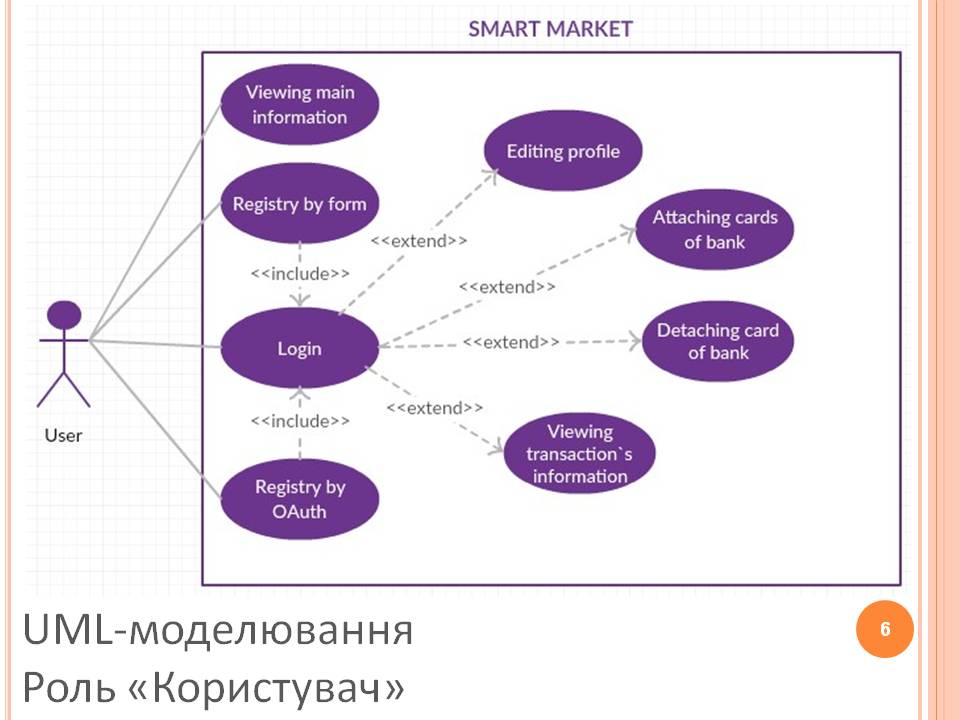 SMART MARKET
Viewing main
information
Editing profile
Registry by form
Attaching cards
of bank
<<extend>>
<<include>>
<<extend>>
Login
<<extend>>
Detaching card
of bank
<<include>>
<<extend>>
Viewing
transaction`s
information
User
Registry by
OAuth
UML-моделювання
Роль «Користувач»
6